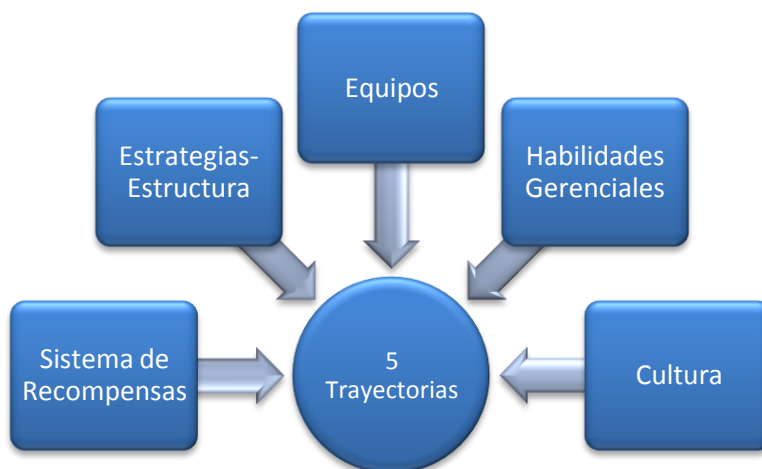 Equipos
Estrategias-
Estructura
Habilidades
Gerenciales
Sistema de
Recompensas
5
Trayectorias
Cultura